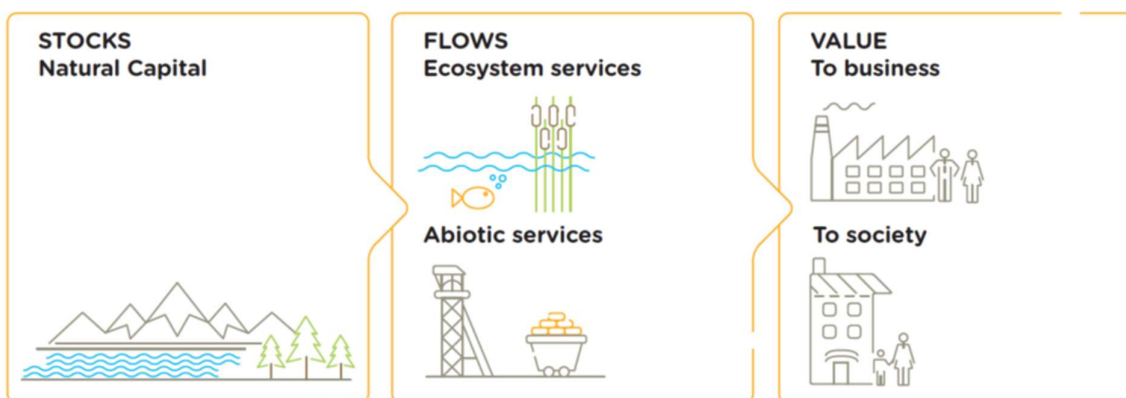 STOCKS
Natural Capital
FLOWS
Ecosystem services
Abiotic services
VALUE
To business
To society